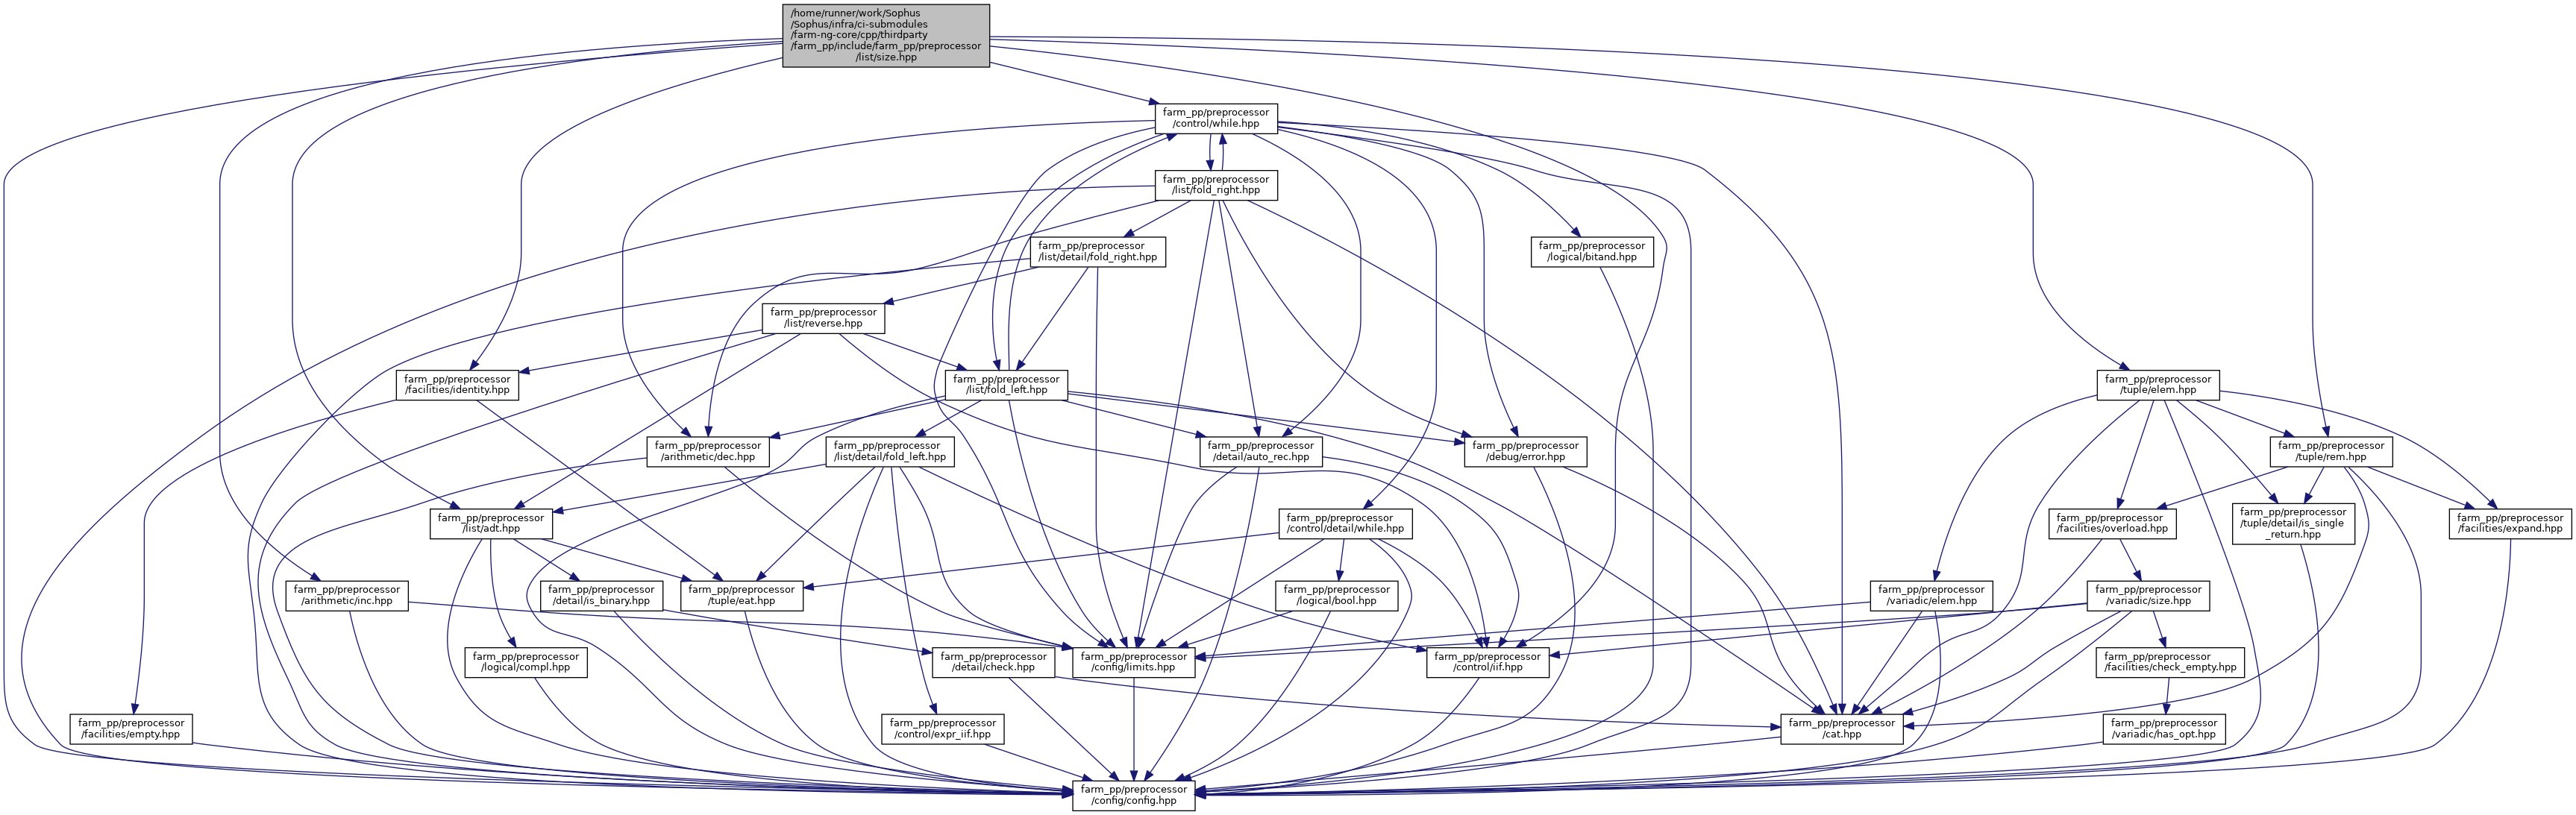 /home/runner/work/Sophus
/Sophus/infra/ci-submodules
/farm-ng-core/cpp/thirdparty
/farm_pp/include/farm_pp/preprocessor
/list/size.hpp
farm_pp/preprocessor
/control/while.hpp
farm_pp/preprocessor
/list/fold_right.hpp
farm_pp/preprocessor
/list/detail/fold_right.hpp
farm_pp/preprocessor
/logical/bitand.hpp
farm_pp/preprocessor
/list/reverse.hpp
farm_pp/preprocessor
/facilities/identity.hpp
farm_pp/preprocessor
/list/fold_left.hpp
farm_pp/preprocessor
/tuple/elem.hpp
farm_pp/preprocessor
/arithmetic/dec.hpp
farm_pp/preprocessor
/list/detail/fold_left.hpp
farm_pp/preprocessor
/detail/auto_rec.hpp
farm_pp/preprocessor
/debug/error.hpp
farm_pp/preprocessor
/tuple/rem.hpp
farm_pp/preprocessor
/list/adt.hpp
farm_pp/preprocessor
/control/detail/while.hpp
farm_pp/preprocessor
/facilities/overload.hpp
farm_pp/preprocessor
/tuple/detail/is_single
_return.hpp
farm_pp/preprocessor
/facilities/expand.hpp
farm_pp/preprocessor
/arithmetic/inc.hpp
farm_pp/preprocessor
/detail/is_binary.hpp
farm_pp/preprocessor
/tuple/eat.hpp
farm_pp/preprocessor
/logical/bool.hpp
farm_pp/preprocessor
/variadic/elem.hpp
farm_pp/preprocessor
/variadic/size.hpp
farm_pp/preprocessor
/logical/compl.hpp
farm_pp/preprocessor
/detail/check.hpp
farm_pp/preprocessor
/config/limits.hpp
farm_pp/preprocessor
/control/iif.hpp
farm_pp/preprocessor
/facilities/check_empty.hpp
farm_pp/preprocessor
/facilities/empty.hpp
farm_pp/preprocessor
/control/expr_iif.hpp
farm_pp/preprocessor
/cat.hpp
farm_pp/preprocessor
/variadic/has_opt.hpp
farm_pp/preprocessor
/config/config.hpp